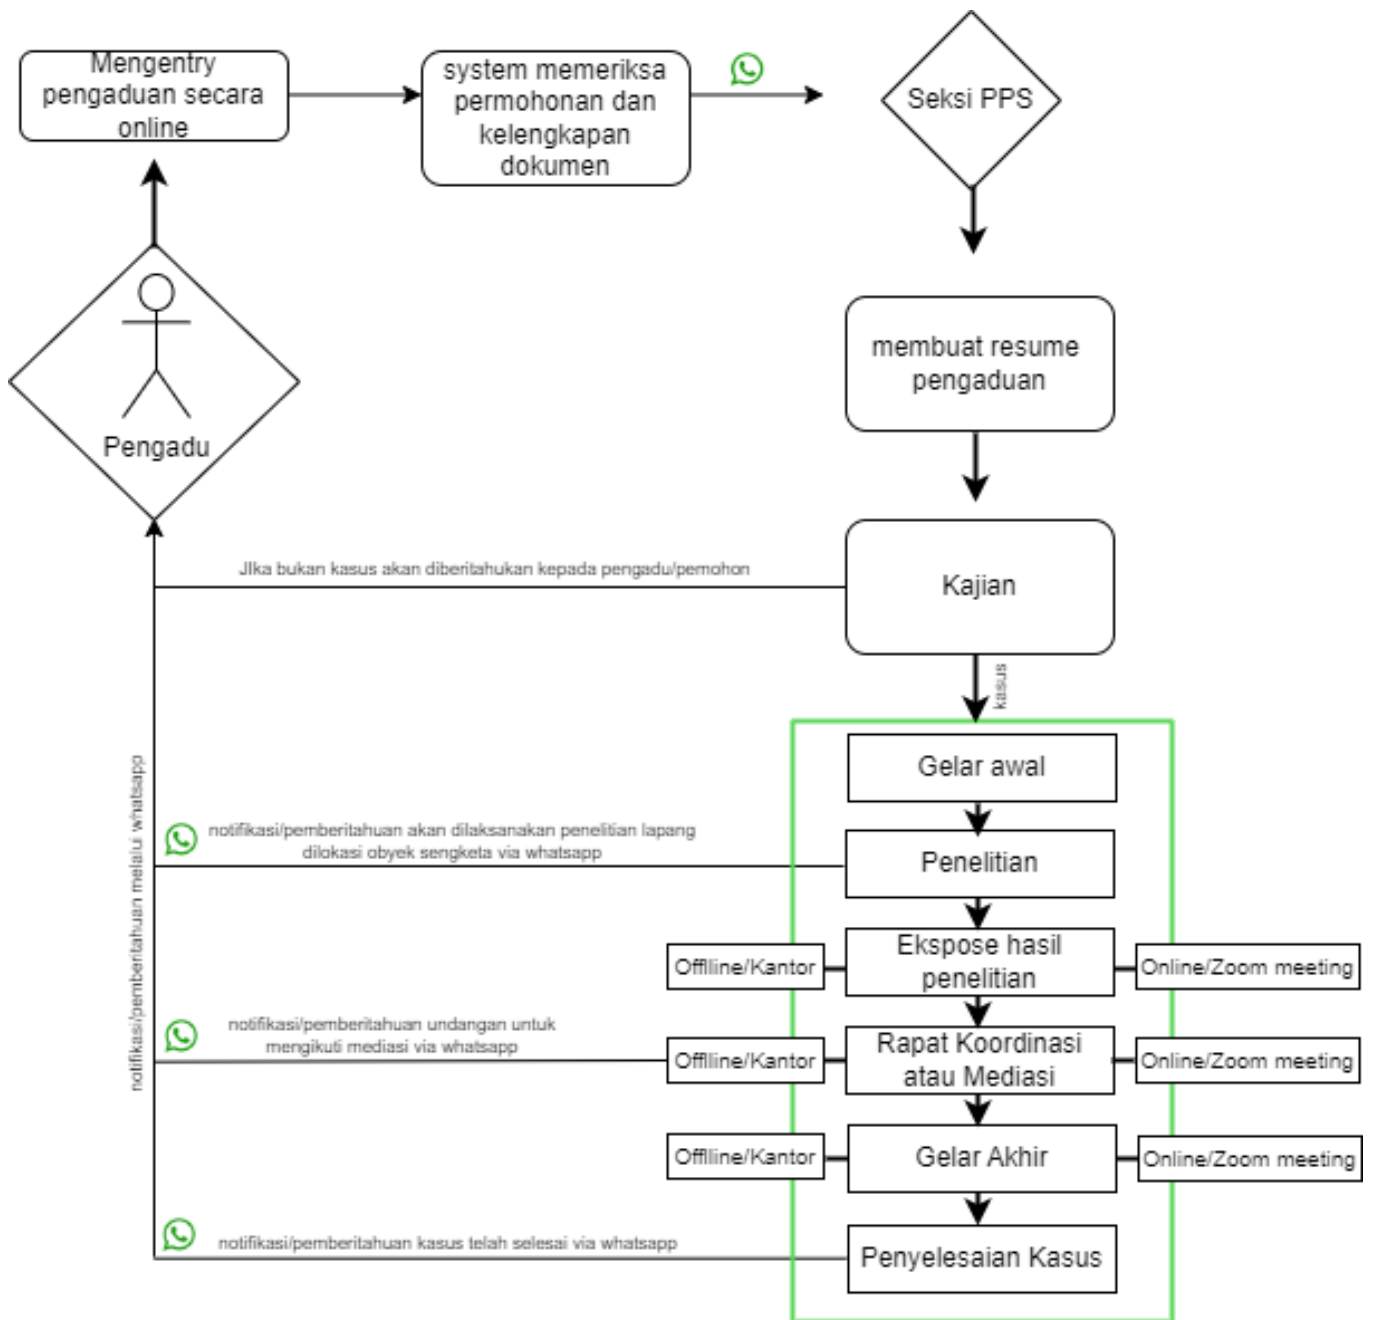 Mengentry
pengaduan secara
online
system memeriksa
permohonan dan
kelengkapan
dokumen
Seksi PPS
Pengadu
membuat resume
pengaduan
JIka bukan kasus akan diberitahukan kepada pengadu/pemohon
Kajian
kasus
notifikasi/pemberitahuan melalui whatsapp
Gelar awal
notifikasi/pemberitahuan akan dilaksanakan penelitian lapang
dilokasi obyek sengketa via whatsapp
Penelitian
Offlline/Kantor
Ekspose hasil
penelitian
Online/Zoom meeting
notifikasi/pemberitahuan undangan untuk
mengikuti mediasi via whatsapp
Offlline/Kantor
Rapat Koordinasi
atau Mediasi
Online/Zoom meeting
Offlline/Kantor
Gelar Akhir
Online/Zoom meeting
notifikasi/pemberitahuan kasus telah selesai via whatsapp
Penyelesaian Kasus